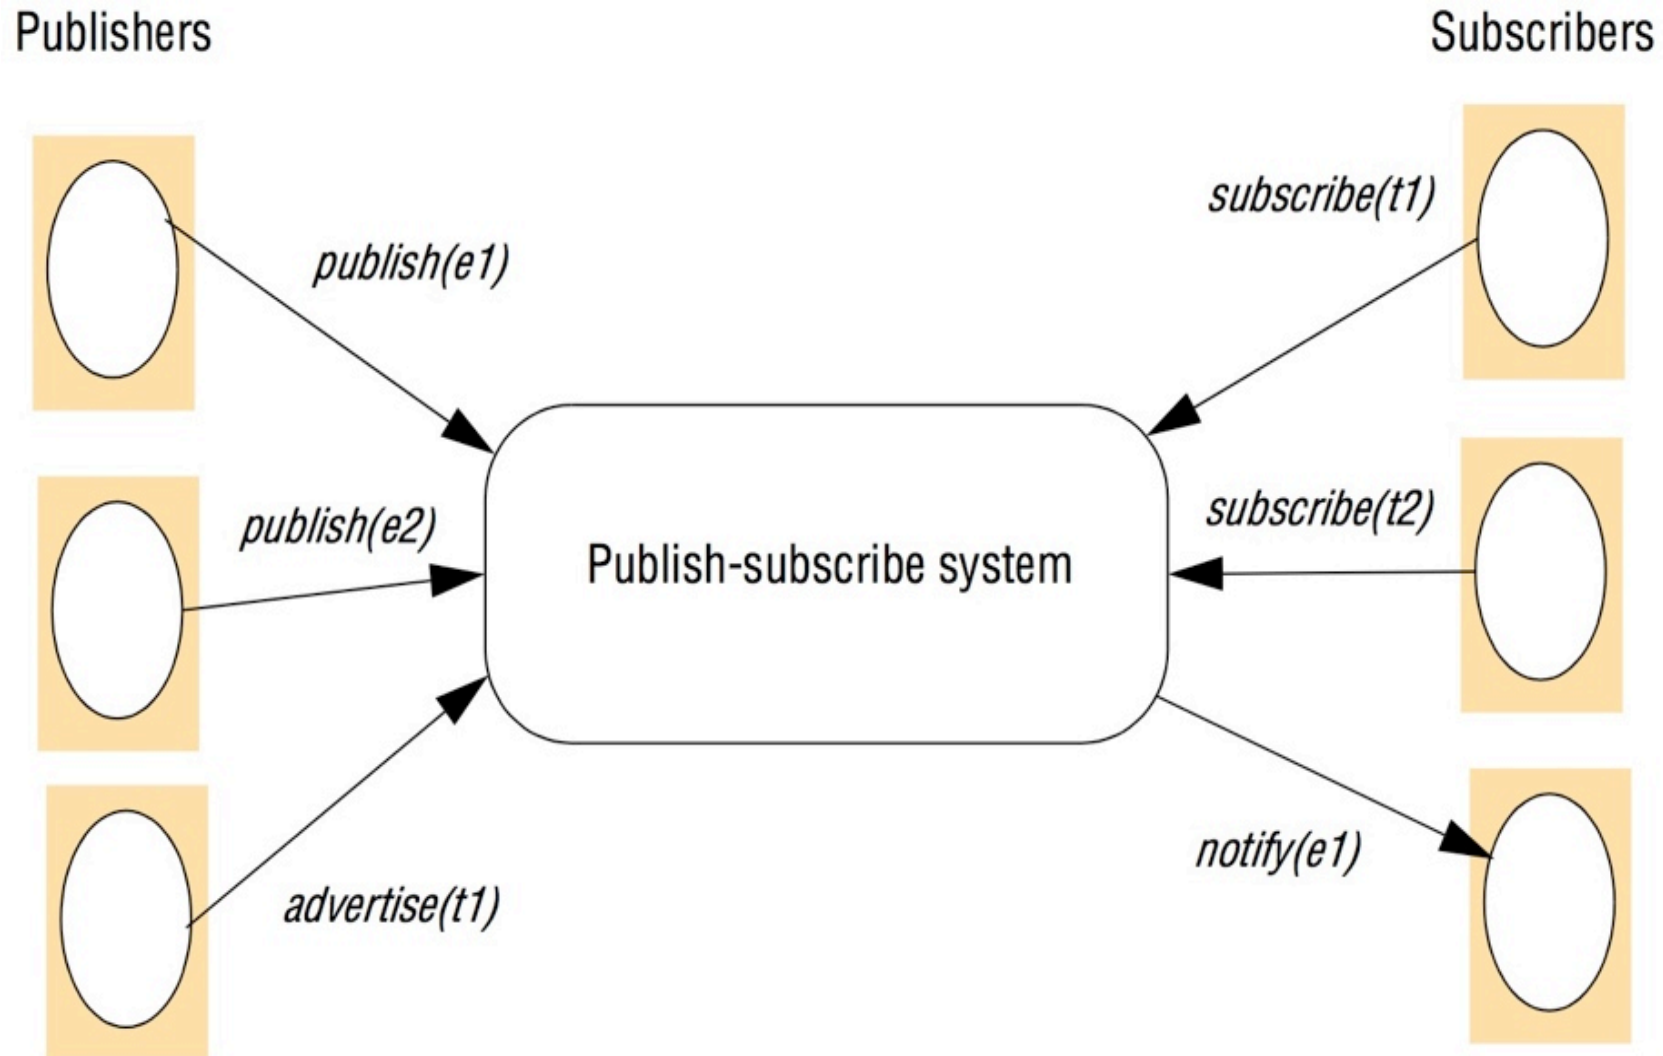 Publishers
Subscribers
publish(e1)
subscribe(t1)
publish(e2)
subscribe(t2)
Publish-subscribe system
advertise(t1)
notify(e1)